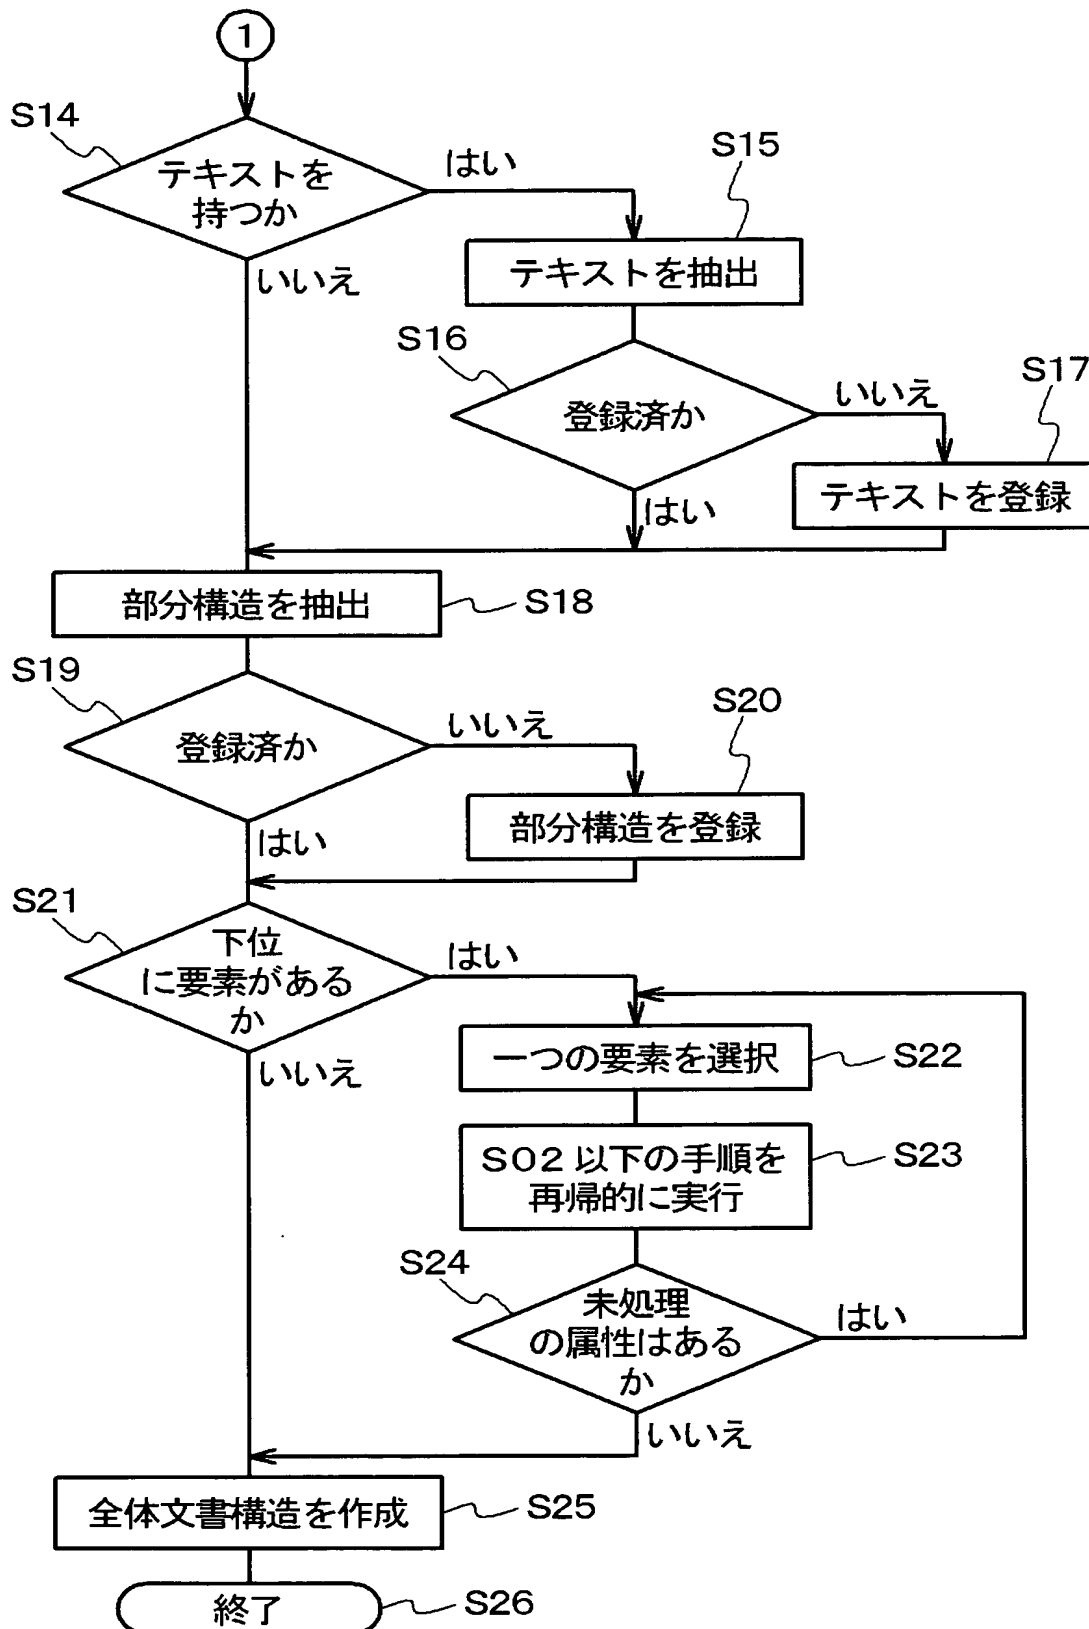 1
S14
テキストを
持つか
はい
いいえ
S15
テキストを抽出
S16
登録済か
いいえ
はい
S17
テキストを登録
部分構造を抽出
S18
S19
登録済か
いいえ
はい
S20
部分構造を登録
S21
下位
に要素がある
か
はい
いいえ
一つの要素を選択
S22
S02以下の手順を
再帰的に実行
S23
S24
未処理
の属性はある
か
はい
いいえ
全体文書構造を作成
S25
終了
S26